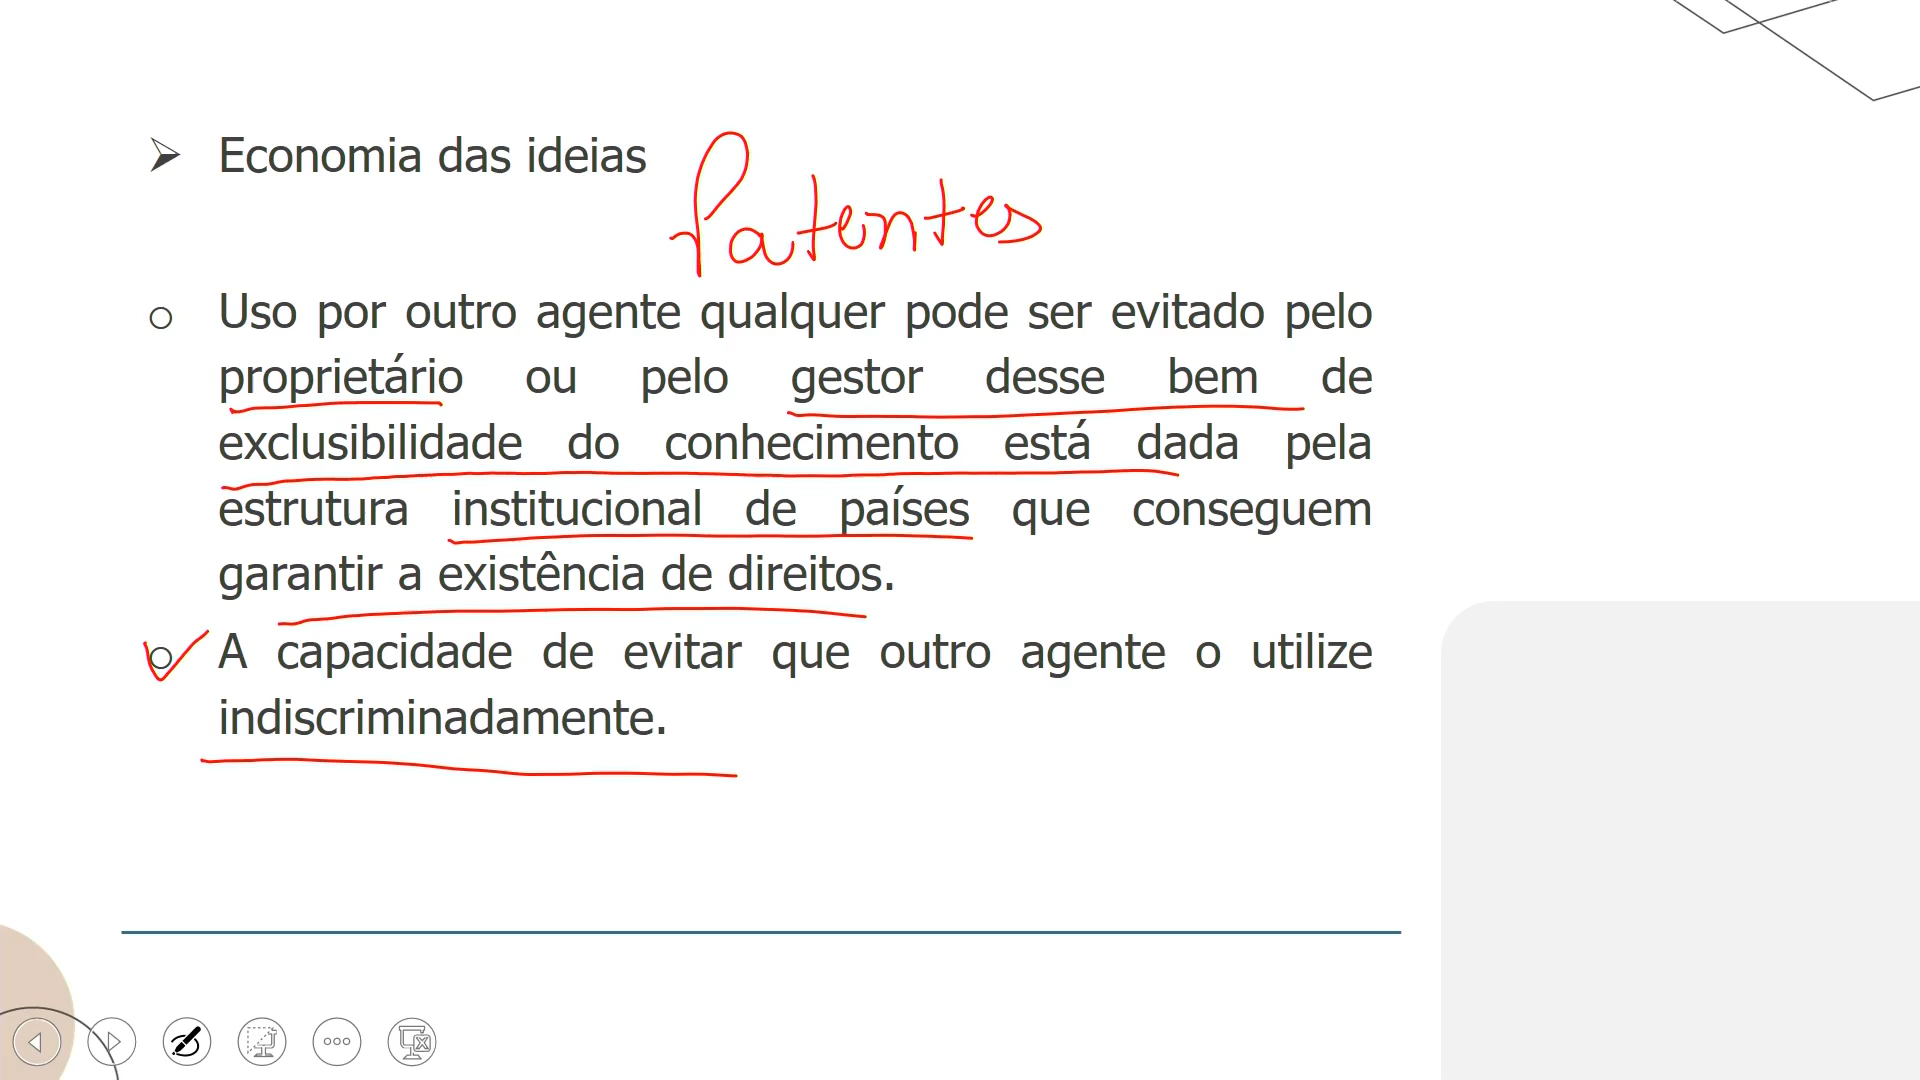 Economia das ideias
Patentes
Uso por outro agente qualquer pode ser evitado pelo
proprietário ou pelo gestor desse bem de
exclusibilidade do conhecimento está dada pela
estrutura institucional de países que conseguem
garantir a existência de direitos.
A capacidade de evitar que outro agente o utilize
indiscriminadamente.